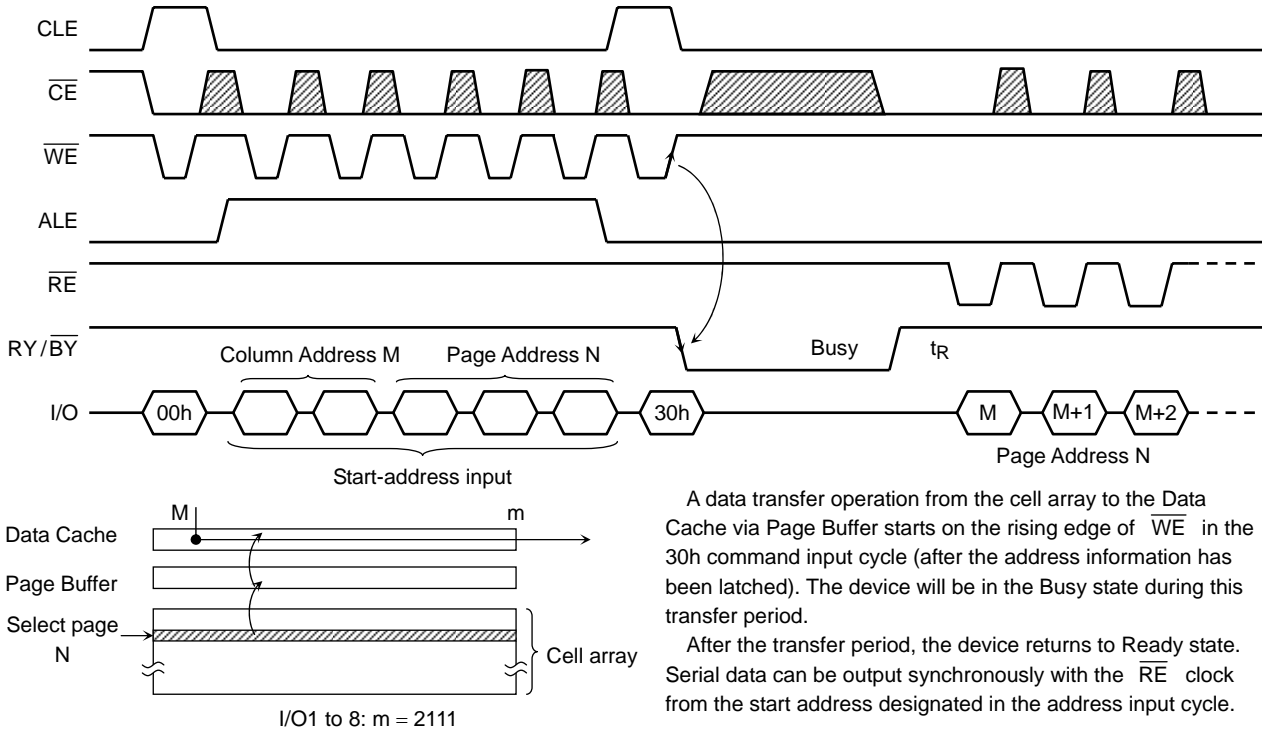 CLE
CE
WE
ALE
RE
RY/BY Busy tR
Column Address M Page Address N
I/O 00h 30h M M+1 M+2
Start-address input Page Address N
M m
Data Cache
Page Buffer
Select page
N
Cell array
I/O1 to 8: m = 2111
A data transfer operation from the cell array to the Data
Cache via Page Buffer starts on the rising edge of WE in the
30h command input cycle (after the address information has
been latched). The device will be in the Busy state during this
transfer period.
After the transfer period, the device returns to Ready state.
Serial data can be output synchronously with the RE clock
from the start address designated in the address input cycle.